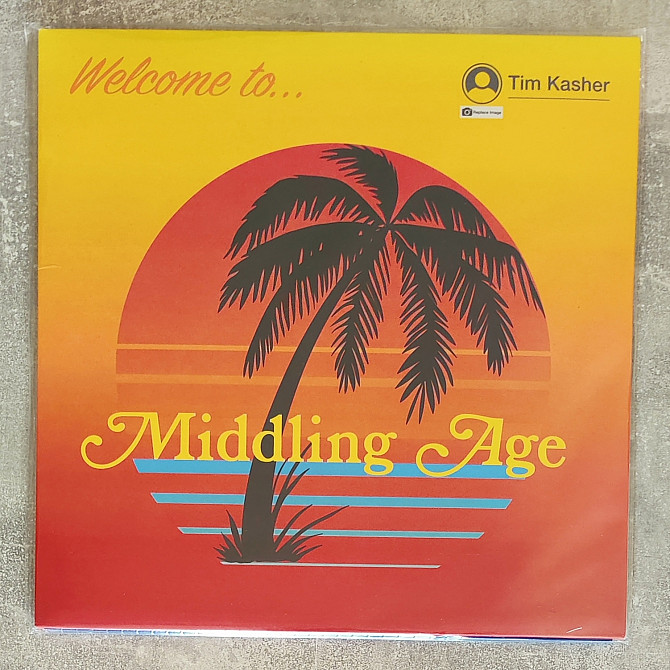 Welcome to...
Tim Kasher
Replace Image
Middling Age